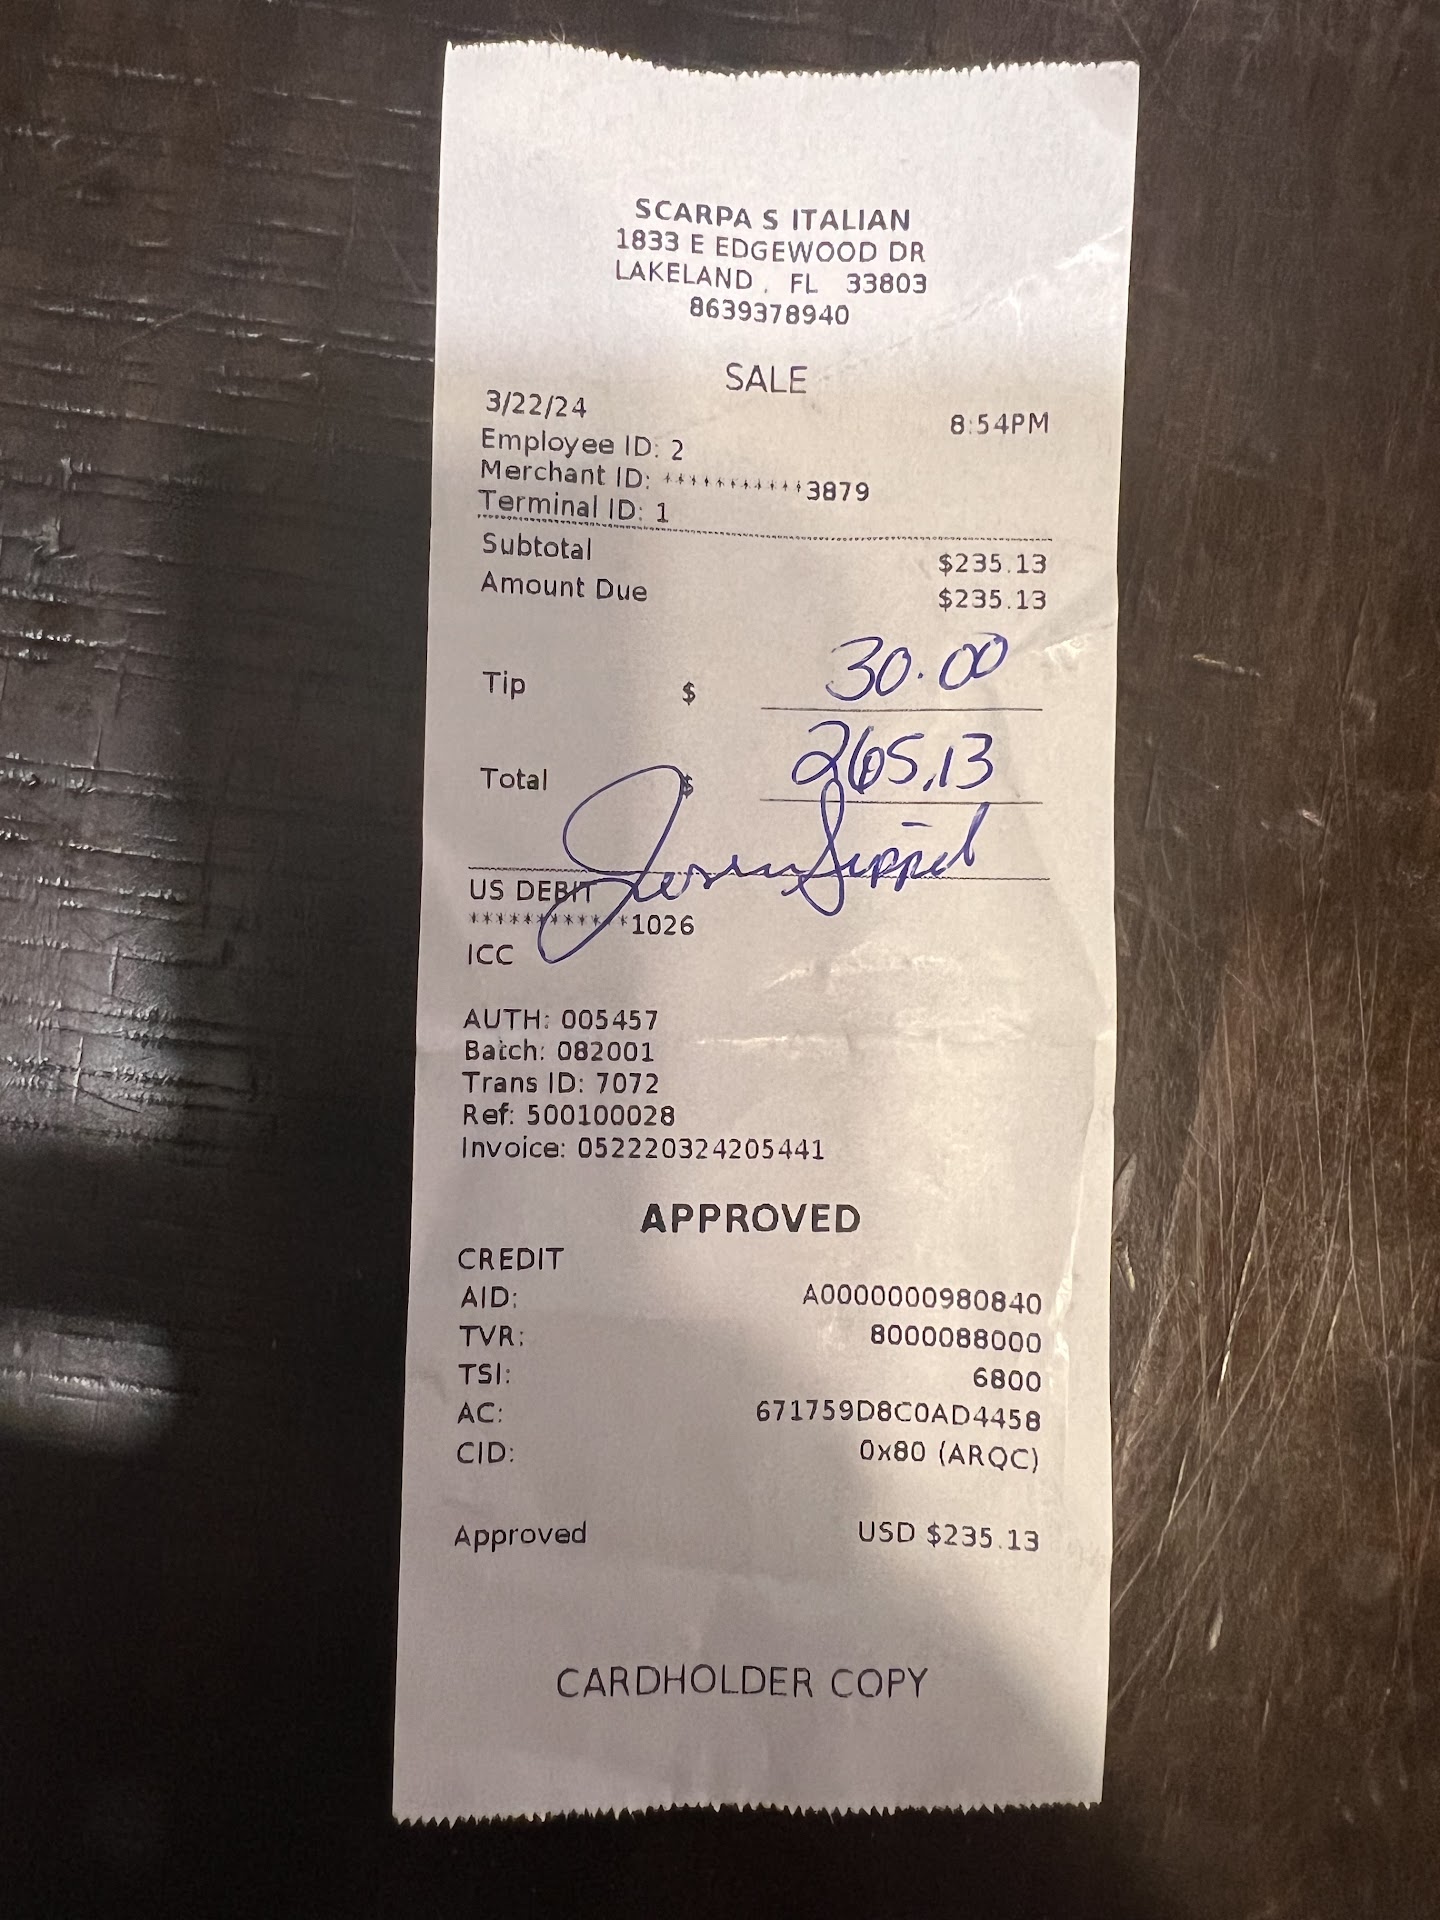 SCARPA S ITALIAN
1833 E EDGEWOOD DR
LAKELAND , FL 33803
8639378940
SALE
3/22/24 8:54PM
Employee ID: 2
Merchant ID: ***********3879
Terminal ID: 1
Subtotal $235.13
Amount Due $235.13
Tip $ 30.00
Total $ 265.13
US DEBIT
************1026
ICC
AUTH: 005457
Batch: 082001
Trans ID: 7072
Ref: 500100028
Invoice: 052220324205441
APPROVED
CREDIT
AID: A0000000980840
TVR: 8000088000
TSI: 6800
AC: 671759D8C0AD4458
CID: 0x80 (ARQC)
Approved USD $235.13
CARDHOLDER COPY